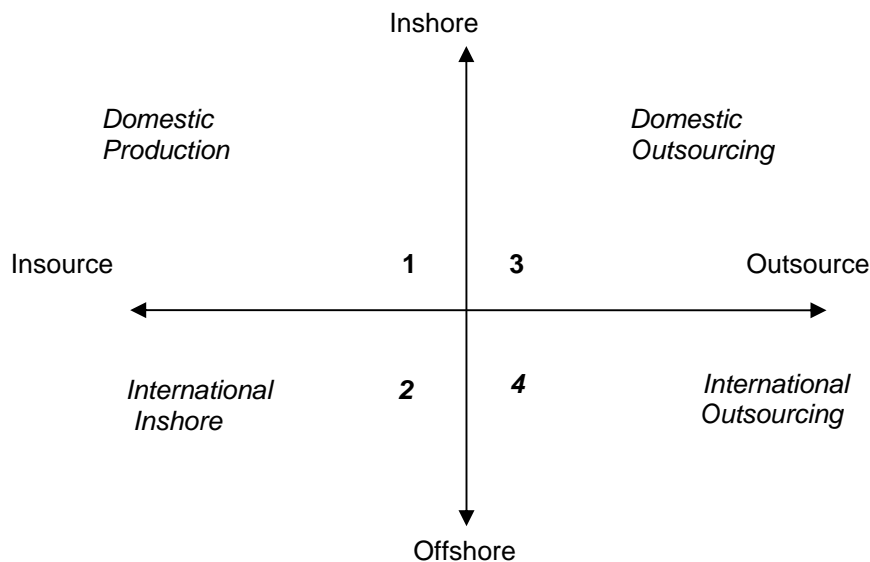 Inshore
Domestic
Production
Domestic
Outsourcing
Insource
1
3
Outsource
International
Inshore
2
4
International
Outsourcing
Offshore